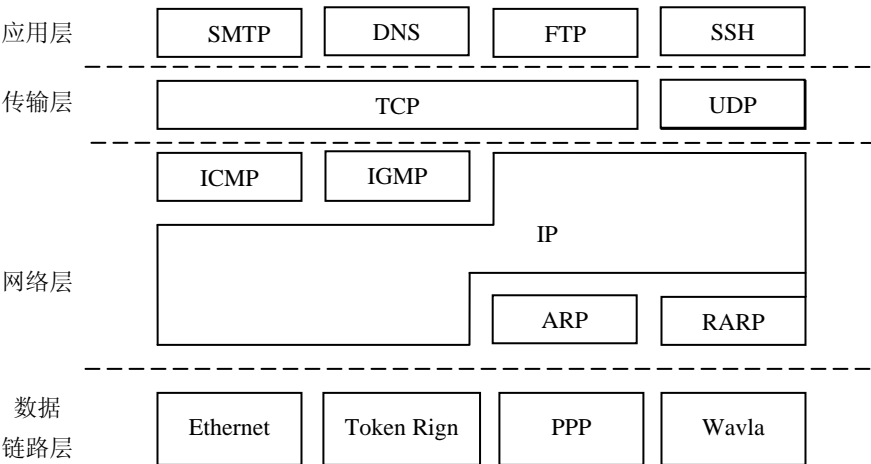 应用层 SMTP DNS FTP SSH
传输层 TCP UDP
ICMP IGMP
IP
网络层
ARP RARP
数据
链路层 Ethernet Token Rign PPP Wavla